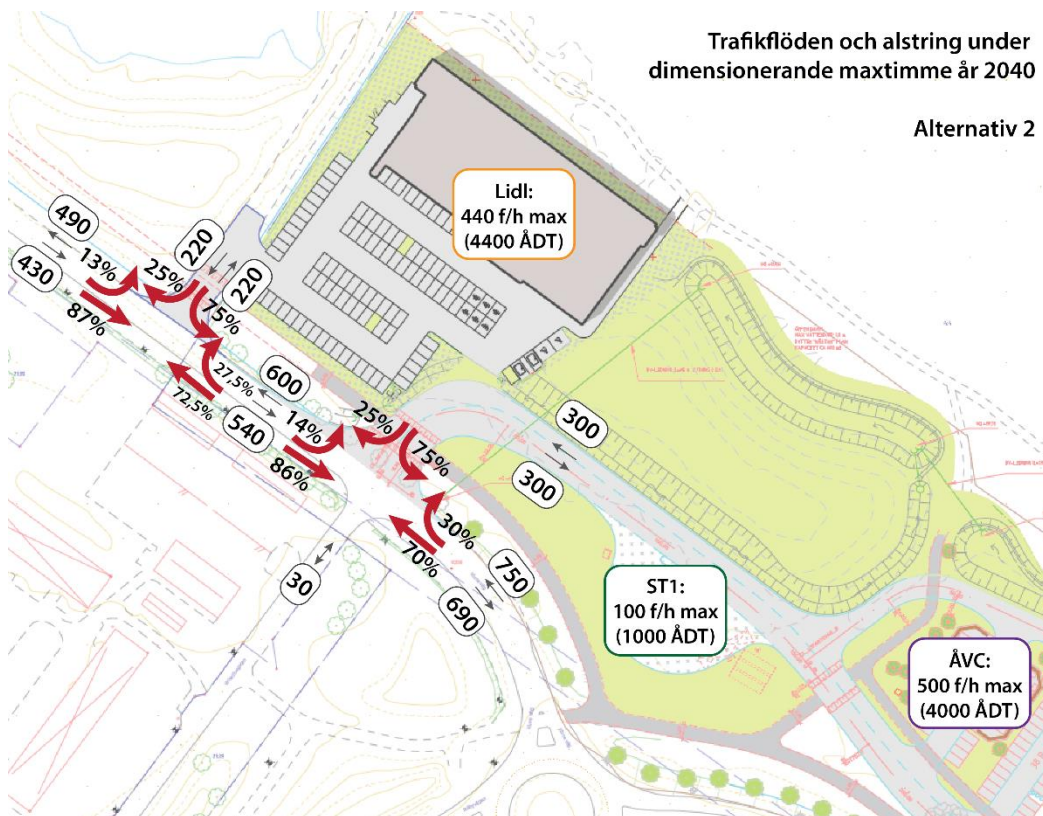 Trafikflöden och alstring under
dimensionerande maxtimme år 2040
Alternativ 2
Lidl:
440 f/h max
(4400 ÅDT)
490
430
13%
87%
25%
220
220
75%
27,5%
72,5%
600
540
14%
86%
25%
75%
300
300
30%
70%
750
690
30
ST1:
100 f/h max
(1000 ÅDT)
ÅVC:
500 f/h max
(4000 ÅDT)